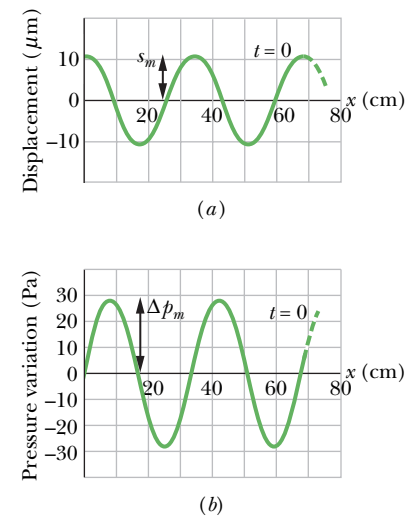 Displacement (μm)
10
0
–10
s_m
t = 0
20
40
60
80
x (cm)
(a)
Pressure variation (Pa)
30
20
10
0
–10
–20
–30
Δp_m
t = 0
20
40
60
80
x (cm)
(b)